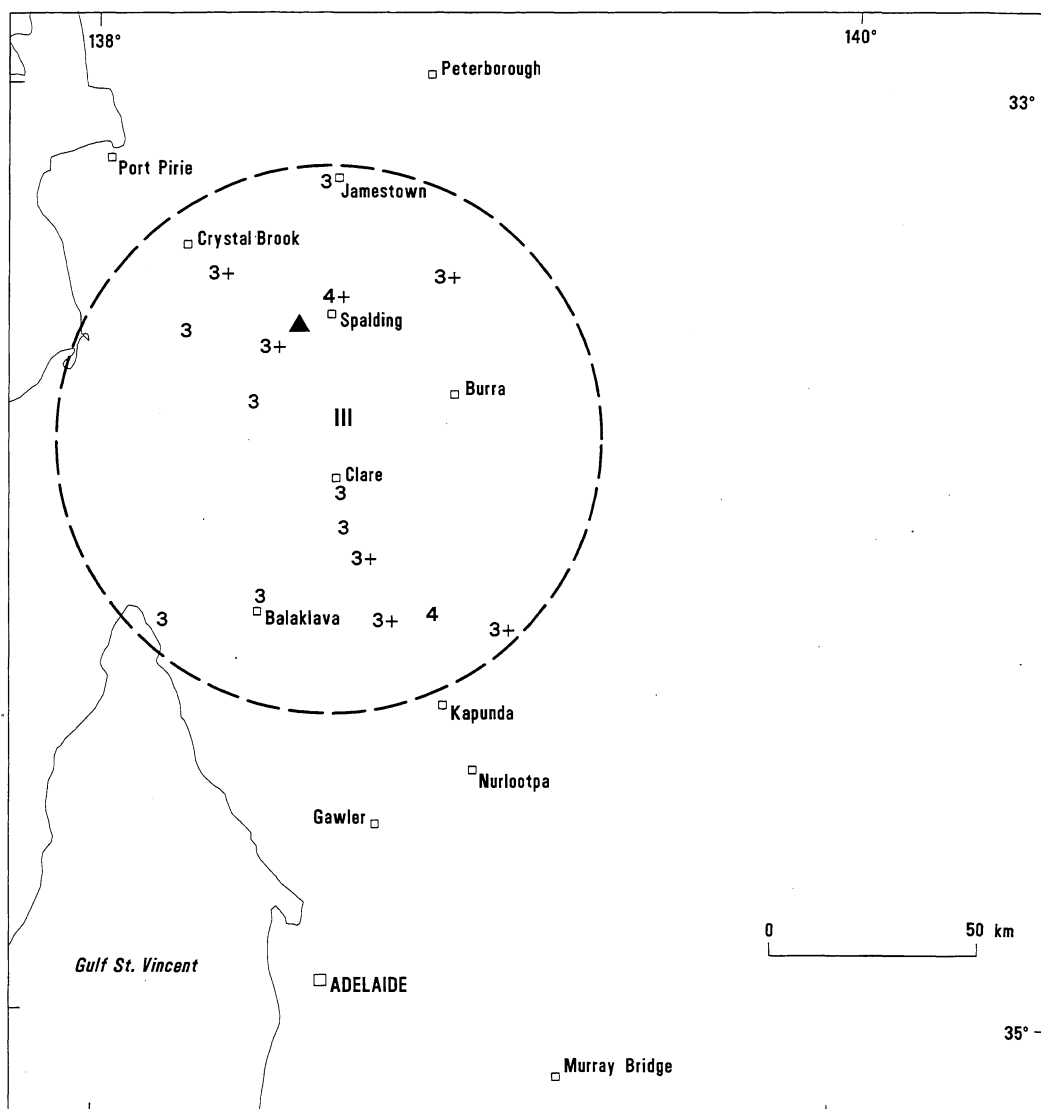 138°
140°
Peterborough
33°
Port Pirie
3
Jamestown
Crystal Brook
3+
3+
4+
Spalding
3
3+
Burra
3
III
Clare
3
3
3+
3
Balaklava
3
3+
4
3+
Kapunda
Nurlootpa
Gawler
0 50 km
Gulf St. Vincent
ADELAIDE
35°
Murray Bridge